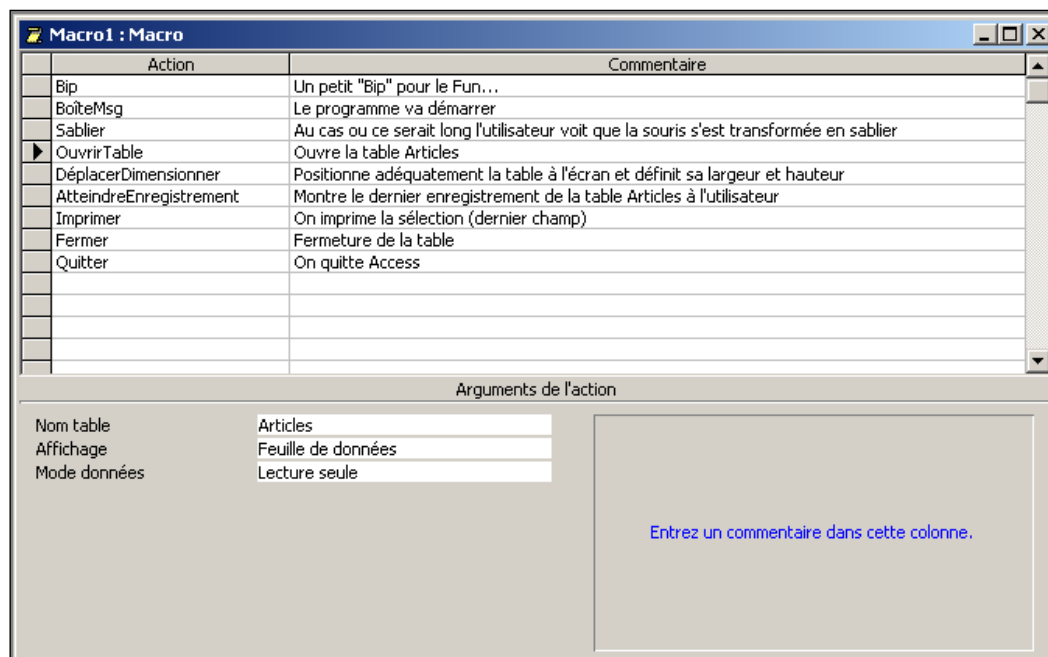 Macro1 : Macro
Action Commentaire
Bip Un petit "Bip" pour le Fun...
BoîteMsg Le programme va démarrer
Sablier Au cas ou ce serait long l'utilisateur voit que la souris s'est transformée en sablier
OuvrirTable Ouvre la table Articles
DéplacerDimensionner Positionne adéquatement la table à l'écran et définit sa largeur et hauteur
AtteindreEnregistrement Montre le dernier enregistrement de la table Articles à l'utilisateur
Imprimer On imprime la sélection (dernier champ)
Fermer Fermeture de la table
Quitter On quitte Access
Arguments de l'action
Nom table Articles
Affichage Feuille de données
Mode données Lecture seule
Entrez un commentaire dans cette colonne.